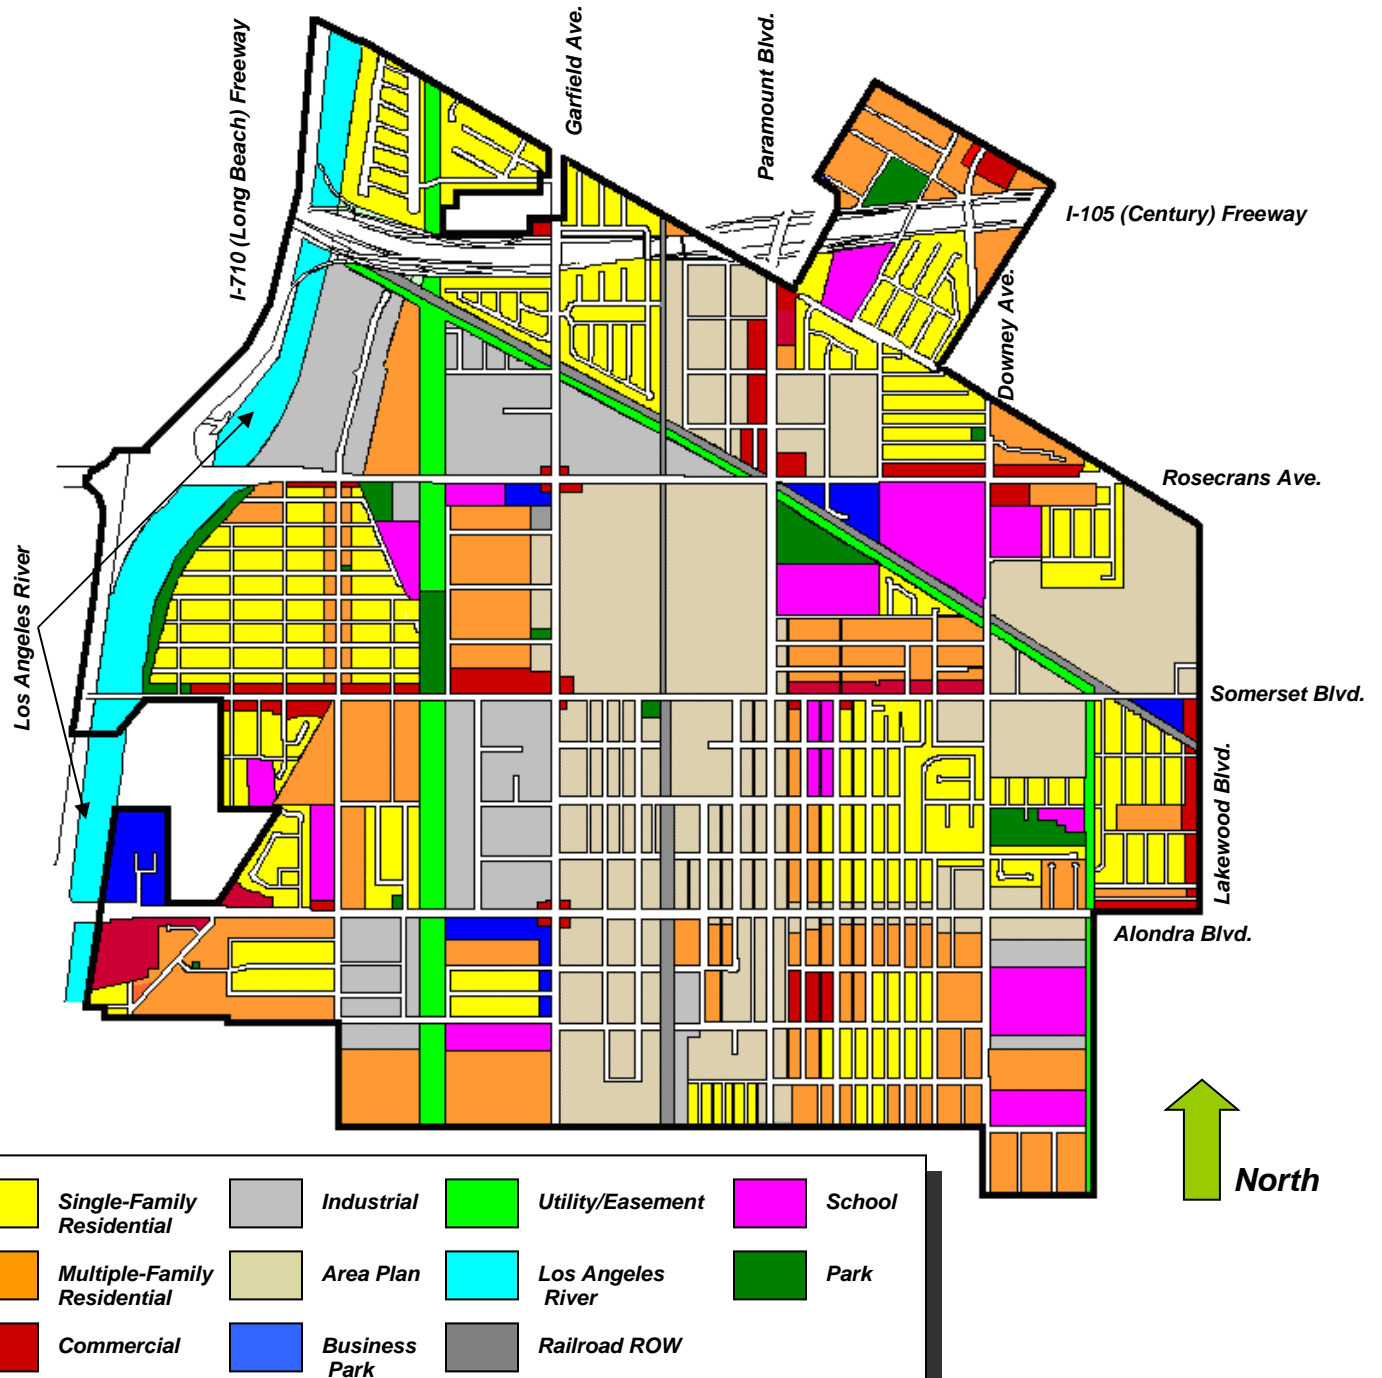 I-710 (Long Beach) Freeway
Garfield Ave.
Paramount Blvd.
I-105 (Century) Freeway
Downey Ave.
Rosecrans Ave.
Los Angeles River
Somerset Blvd.
Lakewood Blvd.
Alondra Blvd.
North
Single-Family
Residential
Industrial
Utility/Easement
School
Multiple-Family
Residential
Area Plan
Los Angeles
River
Park
Commercial
Business
Park
Railroad ROW